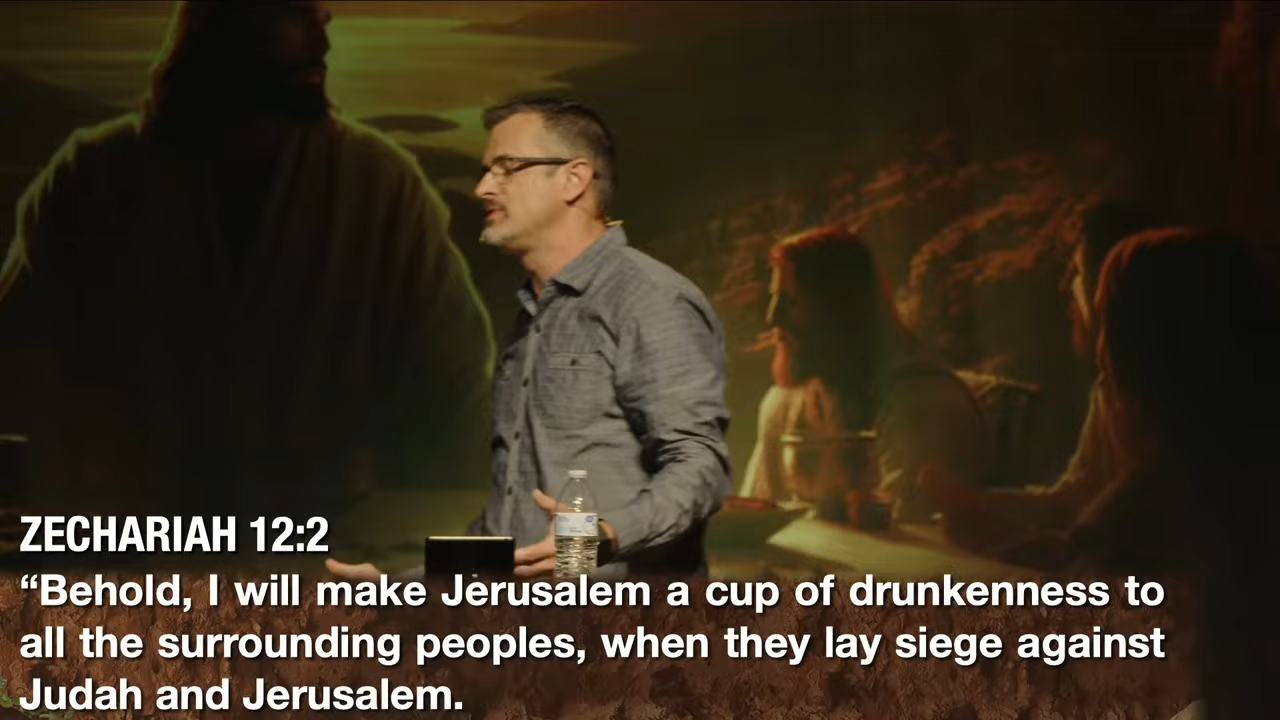 ZECHARIAH 12:2
“Behold, I will make Jerusalem a cup of drunkenness to
all the surrounding peoples, when they lay siege against
Judah and Jerusalem.